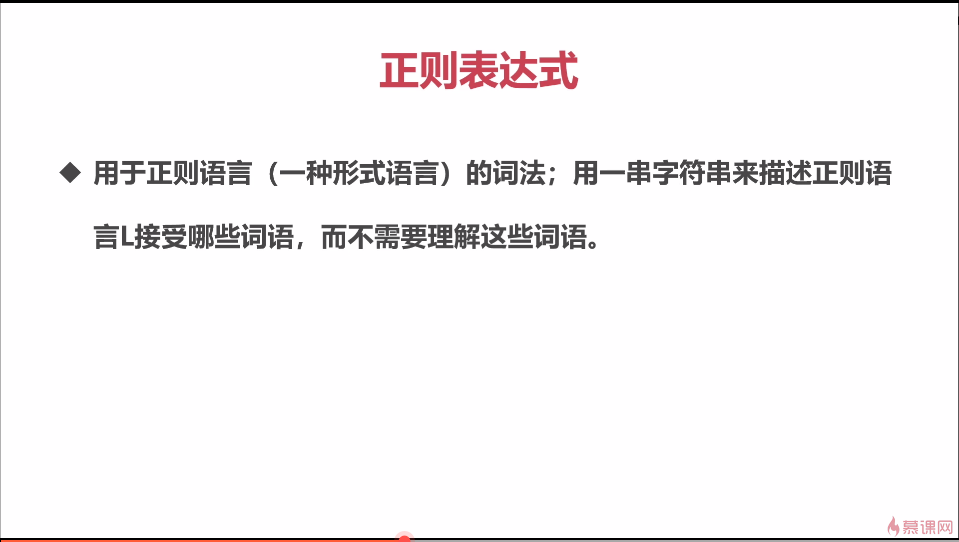 正则表达式
◆ 用于正则语言（一种形式语言）的词法；用一串字符串来描述正则语
言L接受哪些词语，而不需要理解这些词语。
慕课网